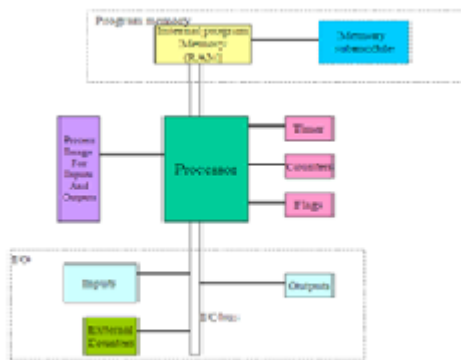 Program memory
Internal program
Memory
(RAM)
Memory
submodule
Process
Image
For
Inputs
And
Outputs
Processor
Timer
Counters
Flags
I/O
Inputs
Outputs
External
Counters